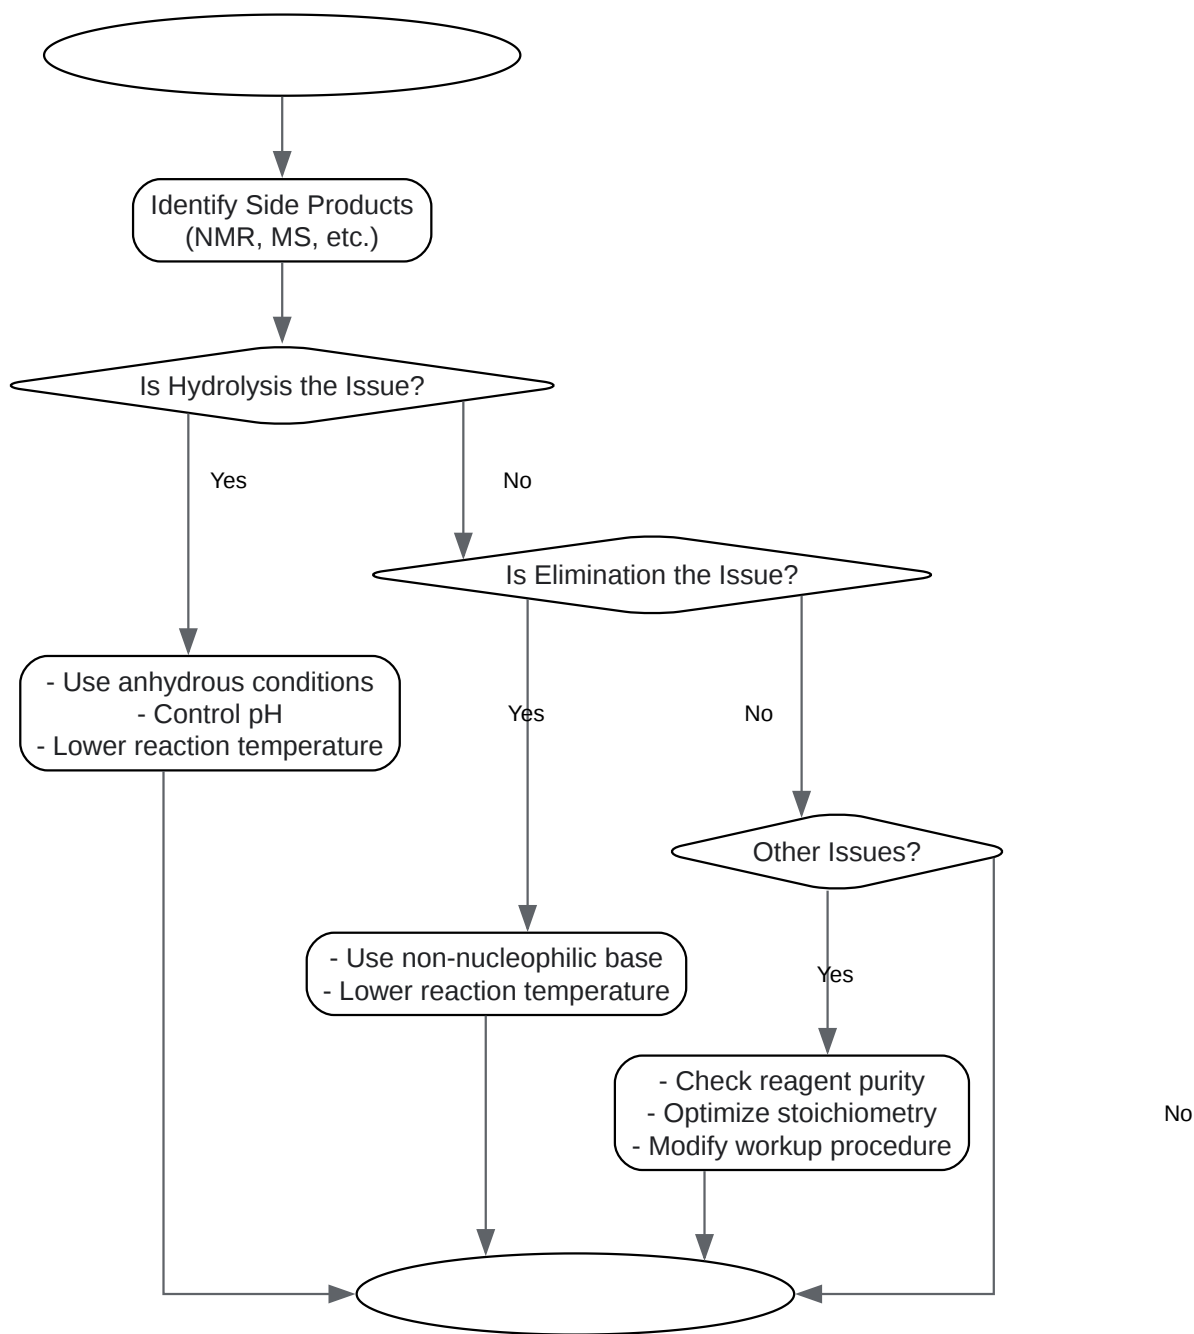 Identify Side Products
(NMR, MS, etc.)
Is Hydrolysis the Issue?
Yes
No
Is Elimination the Issue?
- Use anhydrous conditions
- Control pH
- Lower reaction temperature
Yes
No
Other Issues?
- Use non-nucleophilic base
- Lower reaction temperature
Yes
- Check reagent purity
- Optimize stoichiometry
- Modify workup procedure
No